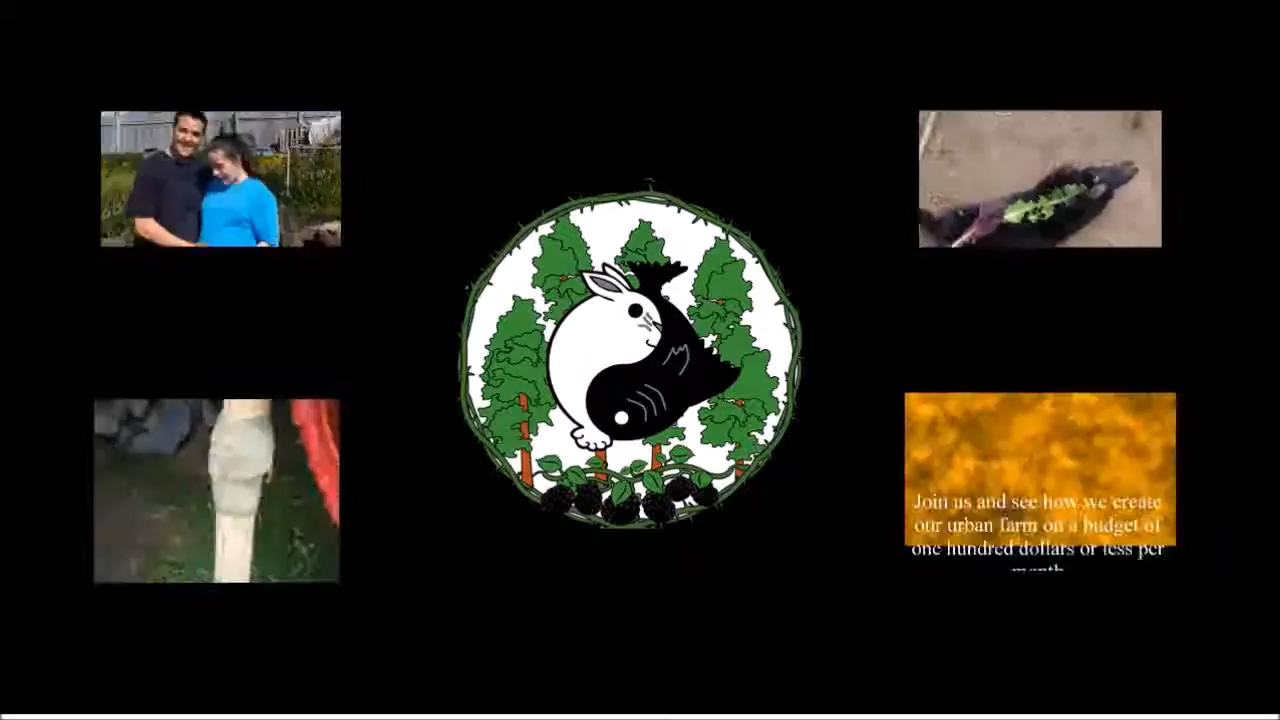 Join us and see how we create
our urban farm on a budget of
one hundred dollars or less per
month